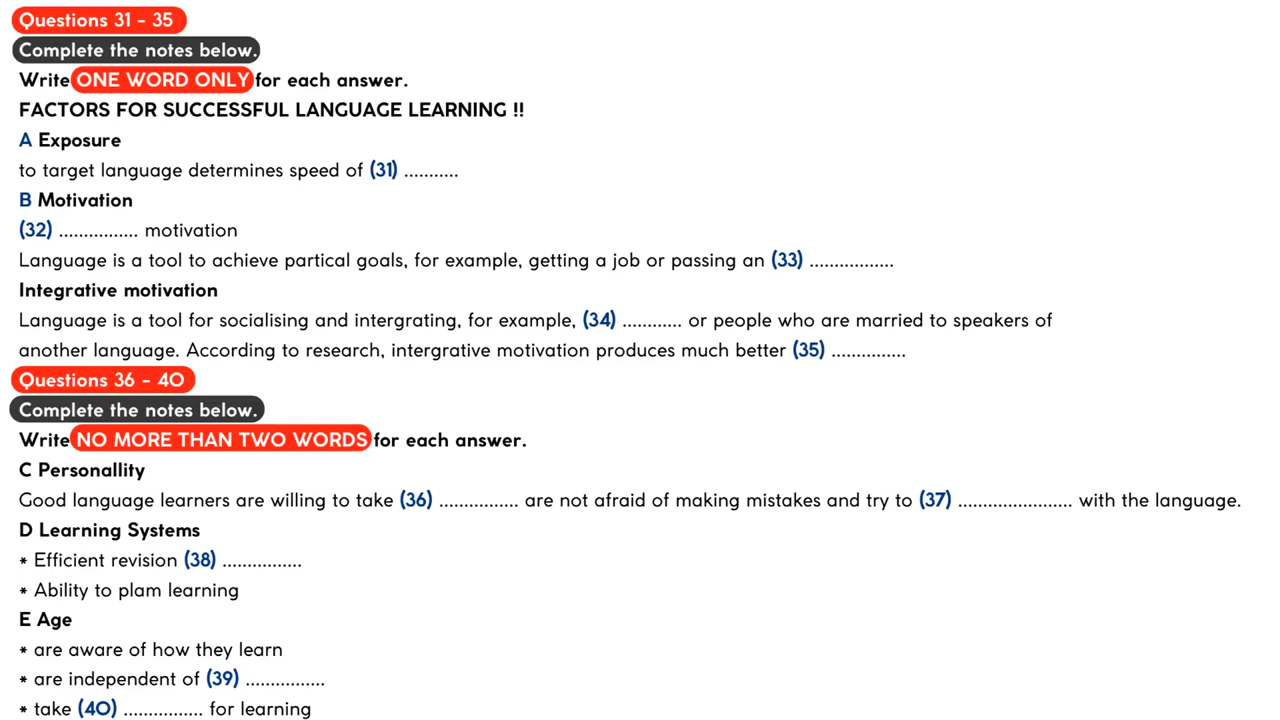 Questions 31 - 35
Complete the notes below.
Write ONE WORD ONLY for each answer.
FACTORS FOR SUCCESSFUL LANGUAGE LEARNING !!
A Exposure
to target language determines speed of (31) ...........
B Motivation
(32) ................ motivation
Language is a tool to achieve partical goals, for example, getting a job or passing an (33) .................
Integrative motivation
Language is a tool for socialising and intergrating, for example, (34) ............ or people who are married to speakers of
another language. According to research, intergrative motivation produces much better (35) ...............
Questions 36 - 40
Complete the notes below.
Write NO MORE THAN TWO WORDS for each answer.
C Personallity
Good language learners are willing to take (36) ................ are not afraid of making mistakes and try to (37) ....................... with the language.
D Learning Systems
* Efficient revision (38) ................
* Ability to plam learning
E Age
* are aware of how they learn
* are independent of (39) ................
* take (40) ................ for learning